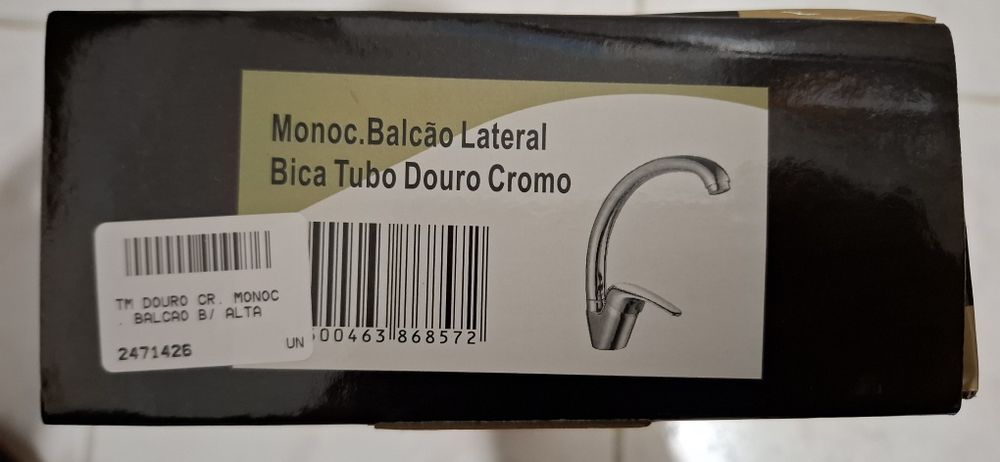 Monoc.Balcão Lateral
Bica Tubo Douro Cromo
TM DOURO CR. MONOC
. BALCAO B/ ALTA
2471426 UN
00463 868572